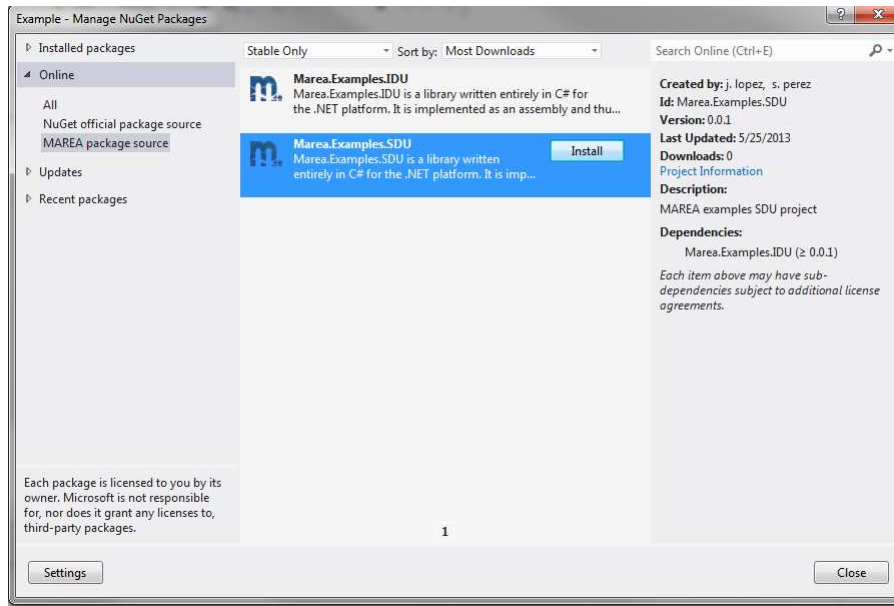 Example - Manage NuGet Packages
Installed packages
Online
All
NuGet official package source
MAREA package source
Updates
Recent packages
Each package is licensed to you by its
owner. Microsoft is not responsible
for, nor does it grant any licenses to,
third-party packages.
Settings
Stable Only
Sort by: Most Downloads
Marea.Examples.IDU
Marea.Examples.IDU is a library written entirely in C# for
the .NET platform. It is implemented as an assembly and thu...
Marea.Examples.SDU
Marea.Examples.SDU is a library written
entirely in C# for the .NET platform. It is imp...
Install
1
Search Online (Ctrl+E)
Created by: j. lopez, s. perez
Id: Marea.Examples.SDU
Version: 0.0.1
Last Updated: 5/25/2013
Downloads: 0
Project Information
Description:
MAREA examples SDU project
Dependencies:
Marea.Examples.IDU (≥ 0.0.1)
Each item above may have sub-
dependencies subject to additional license
agreements.
Close